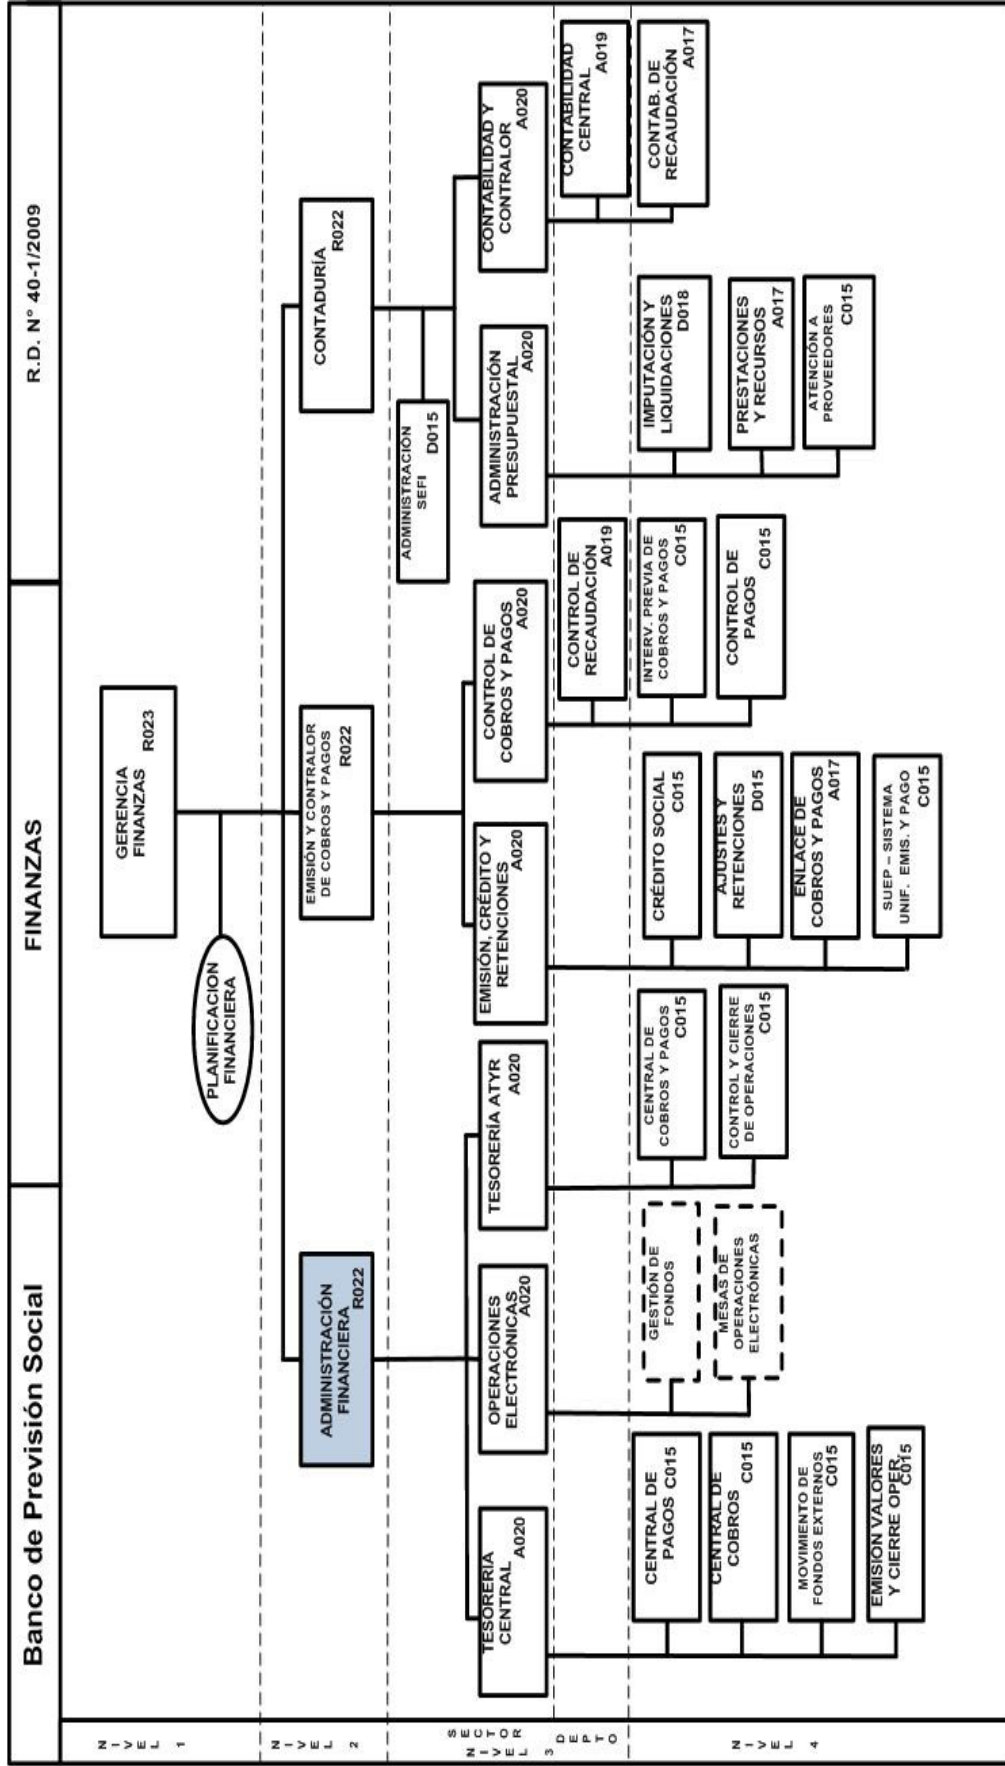 Banco de Previsión Social
FINANZAS
R.D. N° 40-1/2009
NIVEL 1
GERENCIA
FINANZAS
R023
PLANIFICACION
FINANCIERA
NIVEL 2
ADMINISTRACIÓN
FINANCIERA
R022
EMISIÓN Y CONTRALOR
DE COBROS Y PAGOS
R022
CONTADURÍA
R022
SECTOR
NIVEL 3
ADMINISTRACIÓN
SEFI
D015
TESORERÍA
CENTRAL
A020
OPERACIONES
ELECTRÓNICAS
A020
TESORERÍA ATYR
A020
EMISIÓN, CRÉDITO Y
RETENCIONES
A020
CONTROL DE
COBROS Y PAGOS
A020
ADMINISTRACIÓN
PRESUPUESTAL
A020
CONTABILIDAD Y
CONTRALOR
A020
DEPTO
CONTROL DE
RECAUDACIÓN
A019
CONTABILIDAD
CENTRAL
A019
NIVEL 4
CENTRAL DE
PAGOS C015
CENTRAL DE
COBROS C015
MOVIMIENTO DE
FONDOS EXTERNOS
C015
EMISIÓN VALORES
Y CIERRE OPER.
C015
GESTIÓN DE
FONDOS
MESAS DE
OPERACIONES
ELECTRÓNICAS
CENTRAL DE
COBROS Y PAGOS
C015
CONTROL Y CIERRE
DE OPERACIONES
C015
CRÉDITO SOCIAL
C015
AJUSTES Y
RETENCIONES
D015
ENLACE DE
COBROS Y PAGOS
A017
SUEP – SISTEMA
UNIF. EMIS. Y PAGO
C015
INTERV. PREVIA DE
COBROS Y PAGOS
C015
CONTROL DE
PAGOS
C015
IMPUTACIÓN Y
LIQUIDACIONES
D018
PRESTACIONES
Y RECURSOS
A017
ATENCIÓN A
PROVEEDORES
C015
CONTAB. DE
RECAUDACIÓN
A017